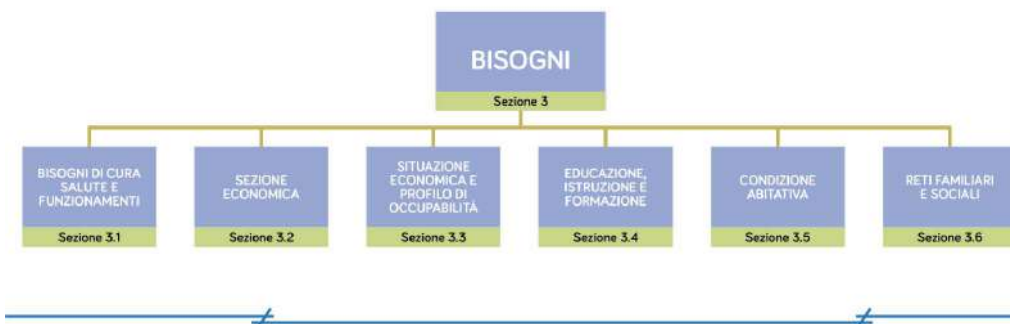 BISOGNI
Sezione 3
BISOGNI DI CURA
SALUTE E
FUNZIONAMENTI
Sezione 3.1
SEZIONE
ECONOMICA
Sezione 3.2
SITUAZIONE
ECONOMICA E
PROFILO DI
OCCUPABILITÀ
Sezione 3.3
EDUCAZIONE,
ISTRUZIONE E
FORMAZIONE
Sezione 3.4
CONDIZIONE
ABITATIVA
Sezione 3.5
RETI FAMILIARI
E SOCIALI
Sezione 3.6